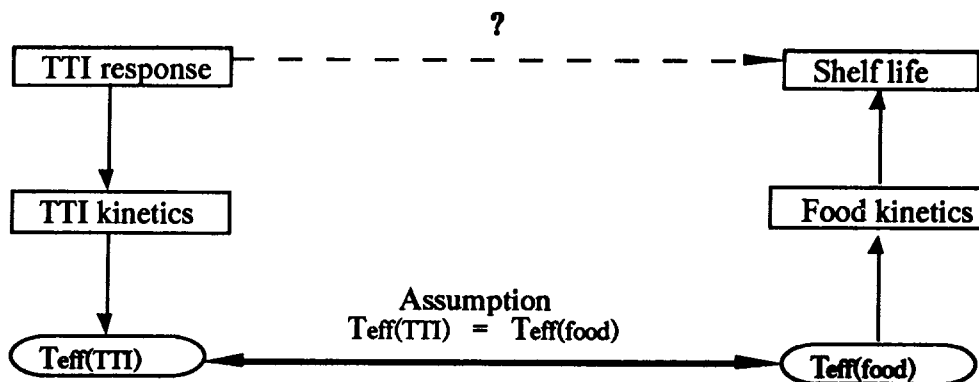 ?
TTI response
Shelf life
TTI kinetics
Food kinetics
Assumption
Teff(TTI) = Teff(food)
Teff(TTI)
Teff(food)